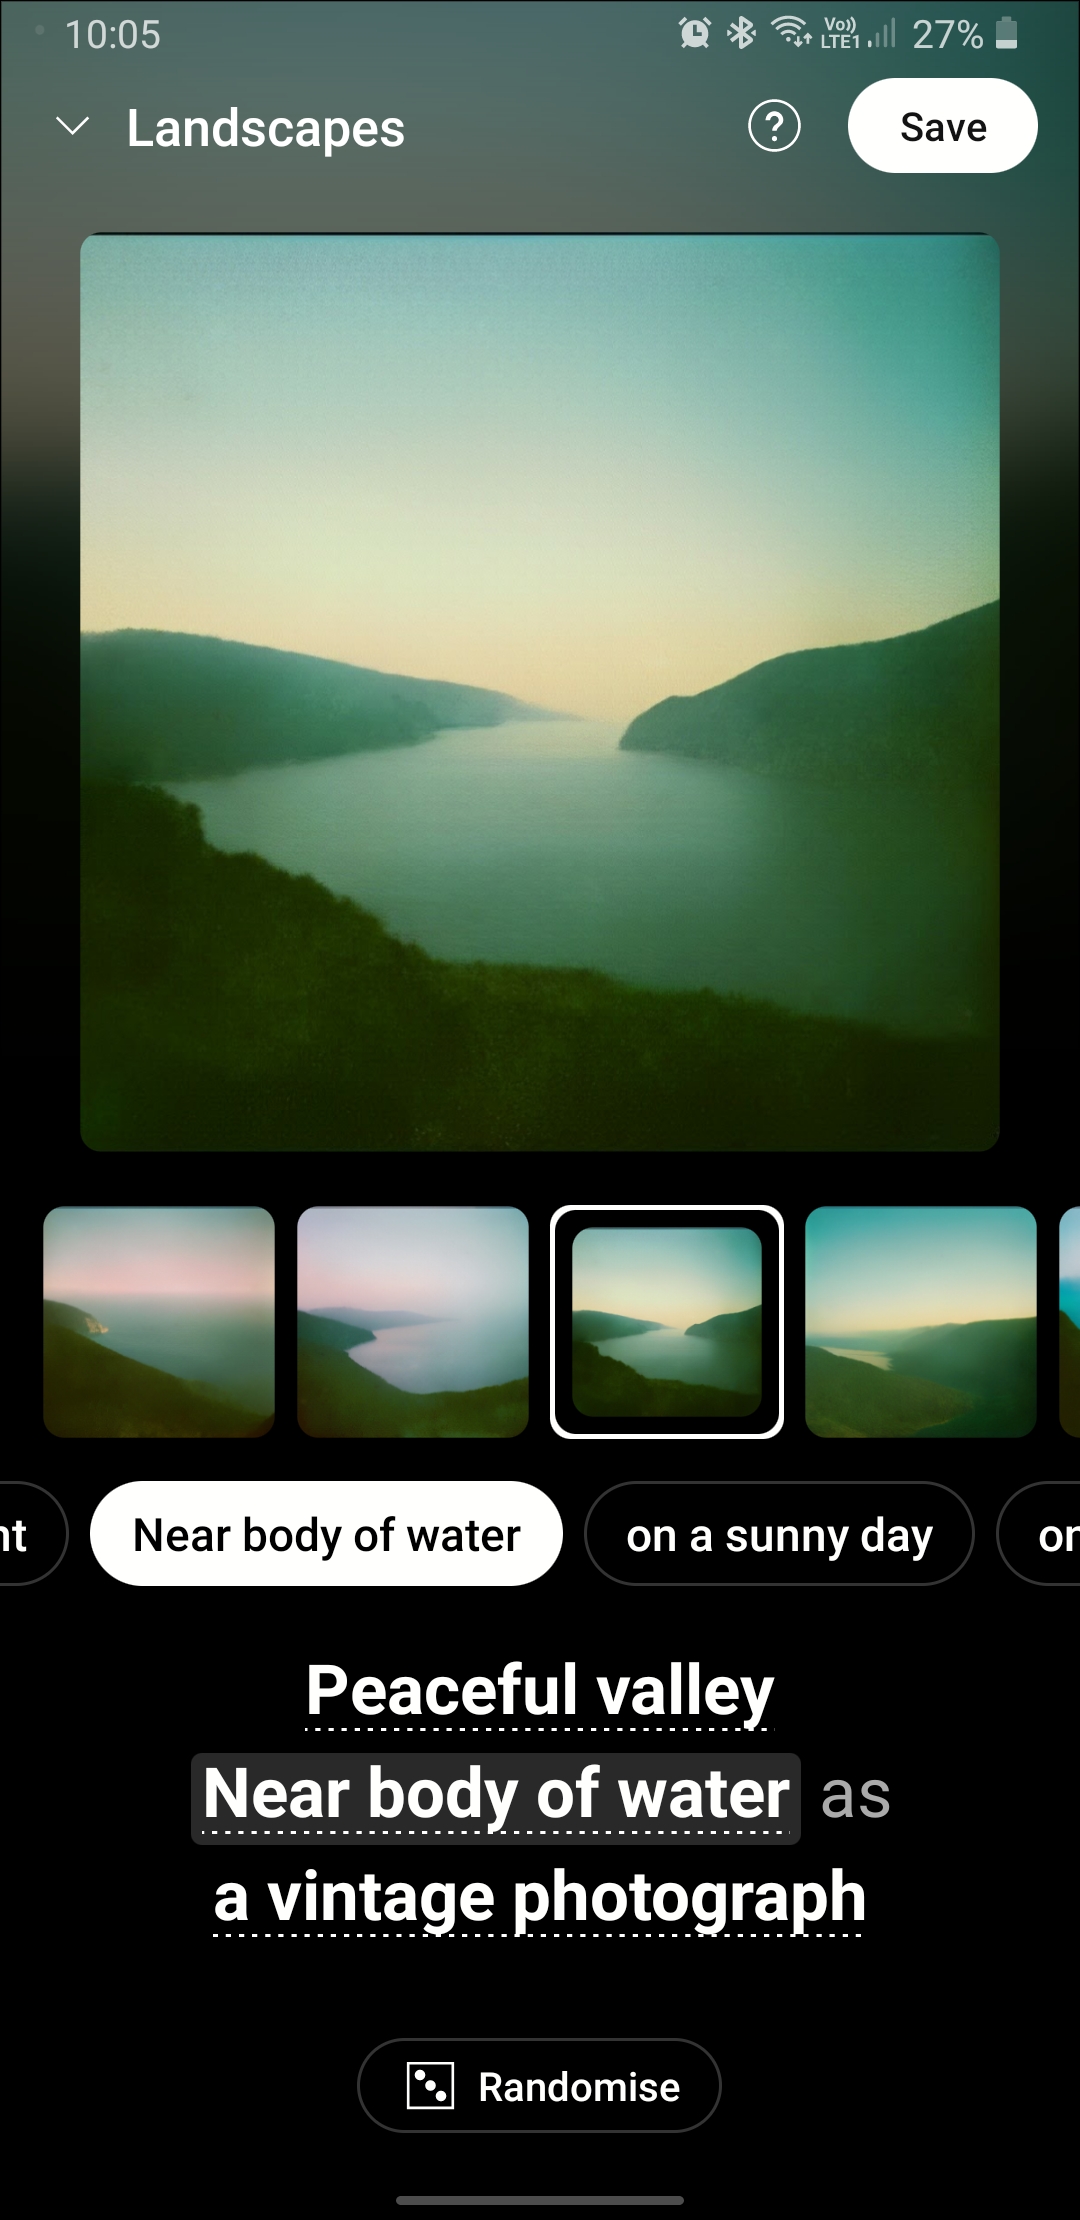 10:05
Vo))
LTE1
27%
Landscapes
?
Save
nt
Near body of water
on a sunny day
on
Peaceful valley
Near body of water as
a vintage photograph
Randomise